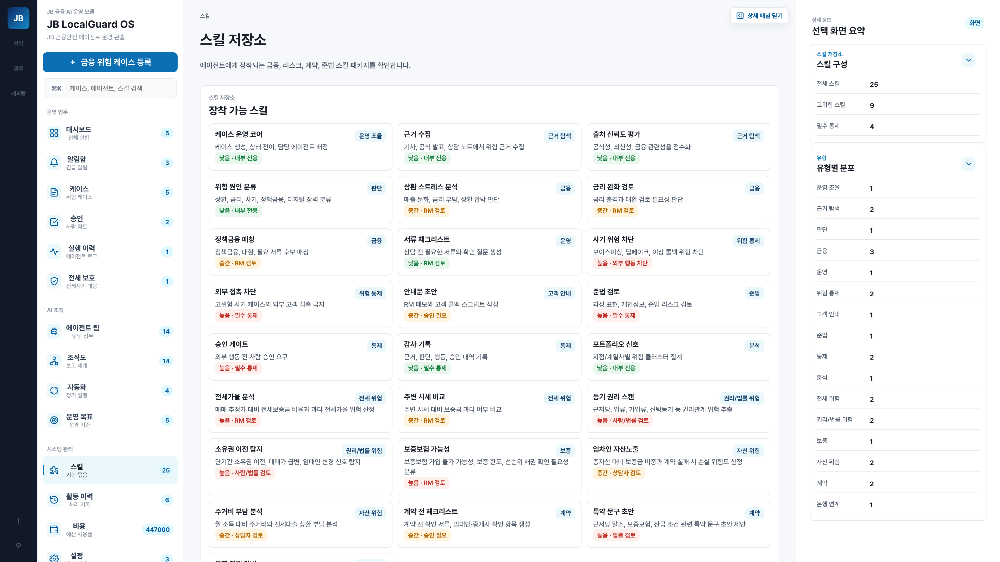 JB
전북
광주
캐피탈
!
JB 금융 AI 운영 모델
JB LocalGuard OS
JB 금융안전 에이전트 운영 콘솔
+ 금융 위험 케이스 등록
⌘K 케이스, 에이전트, 스킬 검색
운영 업무
대시보드
전체 현황
5
알림함
긴급 알림
3
케이스
위험 케이스
5
승인
사람 검토
2
실행 이력
에이전트 로그
1
전세 보호
전세사기 대응
1
AI 조직
에이전트 팀
담당 업무
14
조직도
보고 체계
14
자동화
정기 실행
4
운영 목표
성과 기준
5
시스템 관리
스킬
기능 묶음
25
활동 이력
처리 기록
6
비용
예산 사용률
447000
설정
3
스킬
상세 패널 닫기
스킬 저장소
에이전트에게 장착되는 금융, 리스크, 계약, 준법 스킬 패키지를 확인합니다.
스킬 저장소
장착 가능 스킬
케이스 운영 코어
운영 조율
케이스 생성, 상태 전이, 담당 에이전트 배정
낮음 · 내부 전용
근거 수집
근거 탐색
기사, 공식 발표, 상담 노트에서 위험 근거 수집
낮음 · 내부 전용
출처 신뢰도 평가
근거 탐색
공식성, 최신성, 금융 관련성을 점수화
낮음 · 내부 전용
위험 원인 분류
판단
상환, 금리, 사기, 정책금융, 디지털 장벽 분류
낮음 · 내부 전용
상환 스트레스 분석
금융
매출 둔화, 금리 부담, 상환 압박 판단
중간 · RM 검토
금리 완화 검토
금융
금리 충격과 대환 검토 필요성 판단
중간 · RM 검토
정책금융 매칭
금융
정책금융, 대환, 필요 서류 후보 매칭
중간 · RM 검토
서류 체크리스트
운영
상담 전 필요한 서류와 확인 질문 생성
낮음 · RM 검토
사기 위험 차단
위험 통제
보이스피싱, 딥페이크, 이상 콜백 위험 차단
높음 · 외부 행동 차단
외부 접촉 차단
위험 통제
고위험 사기 케이스의 외부 고객 접촉 금지
높음 · 필수 통제
안내문 초안
고객 안내
RM 메모와 고객 콜백 스크립트 작성
중간 · 승인 필요
준법 검토
준법
과장 표현, 개인정보, 준법 리스크 검토
높음 · 필수 통제
승인 게이트
통제
외부 행동 전 사람 승인 요구
높음 · 필수 통제
감사 기록
통제
근거, 판단, 행동, 승인 내역 기록
낮음 · 필수 통제
포트폴리오 신호
분석
지점/계열사별 위험 클러스터 집계
낮음 · 내부 전용
전세가율 분석
전세 위험
매매 추정가 대비 전세보증금 비율과 과다 전세가율 위험 산정
높음 · RM 검토
주변 시세 비교
전세 위험
주변 시세 대비 보증금 과다 여부 비교
중간 · RM 검토
등기 권리 스캔
권리/법률 위험
근저당, 압류, 가압류, 신탁등기 등 권리관계 위험 추출
높음 · 사람/법률 검토
소유권 이전 탐지
권리/법률 위험
단기간 소유권 이전, 매매가 급변, 임대인 변경 신호 탐지
높음 · 사람/법률 검토
보증보험 가능성
보증
보증보험 가입 불가 가능성, 보증 한도, 선순위 채권 확인 필요성
분류
높음 · RM 검토
임차인 자산노출
자산 위험
총자산 대비 보증금 비중과 계약 실패 시 손실 위험도 산정
중간 · 상담자 검토
주거비 부담 분석
자산 위험
월 소득 대비 주거비와 전세대출 상환 부담 분석
중간 · 상담자 검토
계약 전 체크리스트
계약
계약 전 확인 서류, 임대인·중개사 확인 항목 생성
중간 · 승인 필요
특약 문구 초안
계약
근저당 말소, 보증보험, 잔금 조건 관련 특약 문구 초안 제안
높음 · 법률 검토
상세 정보
선택 화면 요약
화면
스킬 저장소
스킬 구성
전체 스킬 25
고위험 스킬 9
필수 통제 4
유형
유형별 분포
운영 조율 1
근거 탐색 2
판단 1
금융 3
운영 1
위험 통제 2
고객 안내 1
준법 1
통제 2
분석 1
전세 위험 2
권리/법률 위험 2
보증 1
자산 위험 2
계약 2
은행 연계 1